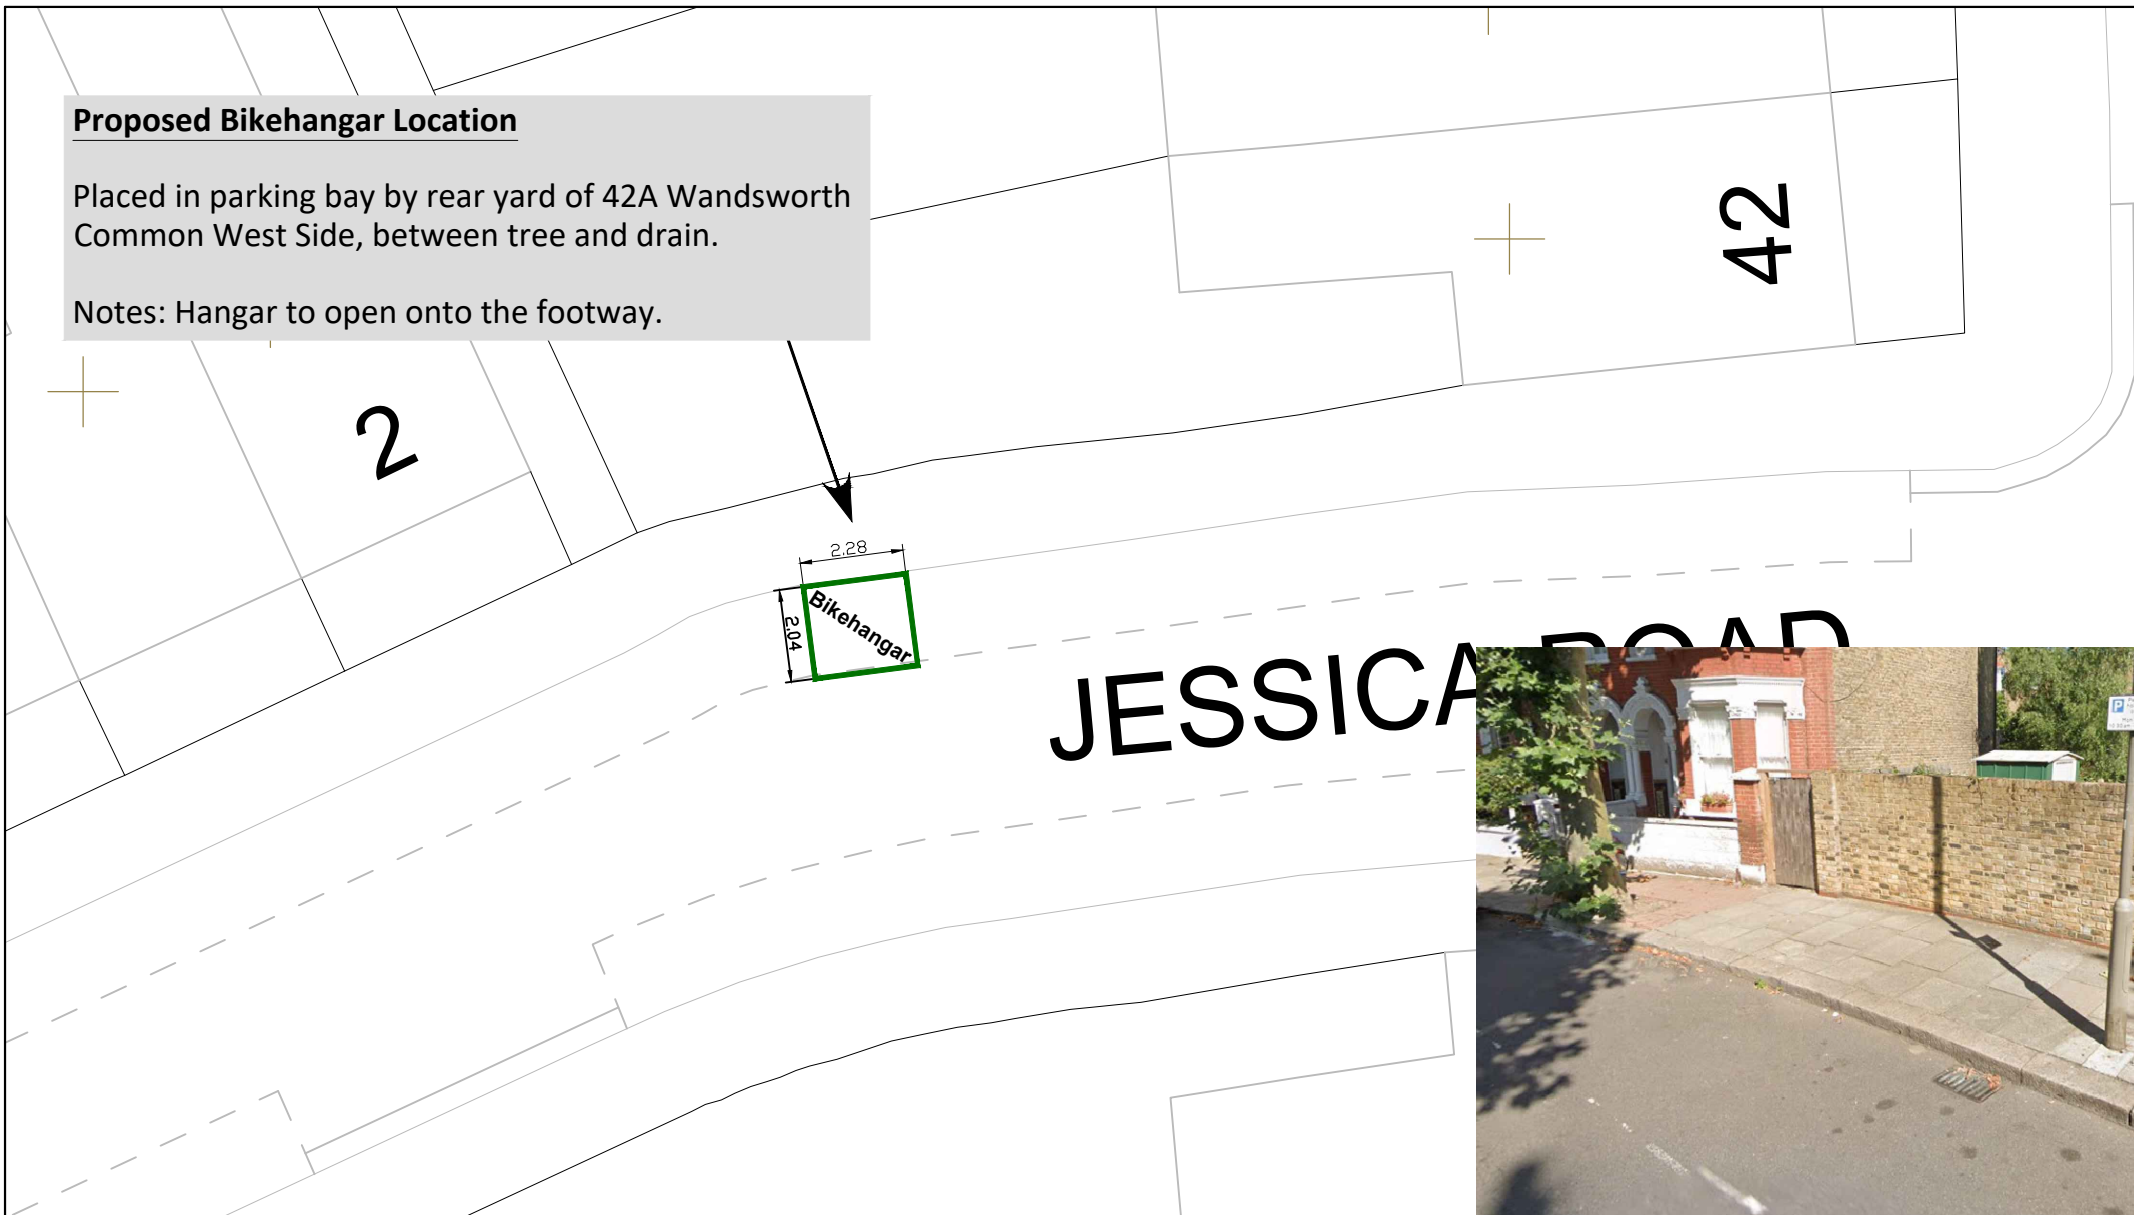 Proposed Bikehangar Location
Placed in parking bay by rear yard of 42A Wandsworth
Common West Side, between tree and drain.
Notes: Hangar to open onto the footway.
42
2
2.28
2.04
Bikehangar
JESSICA ROAD
P